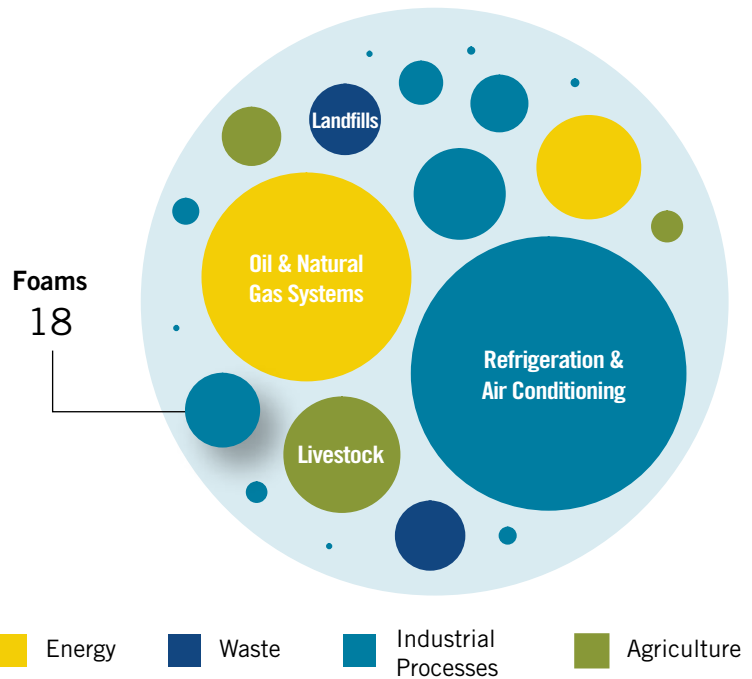 Landfills
Oil & Natural
Gas Systems
Foams
18
Refrigeration &
Air Conditioning
Livestock
Energy
Waste
Industrial
Processes
Agriculture